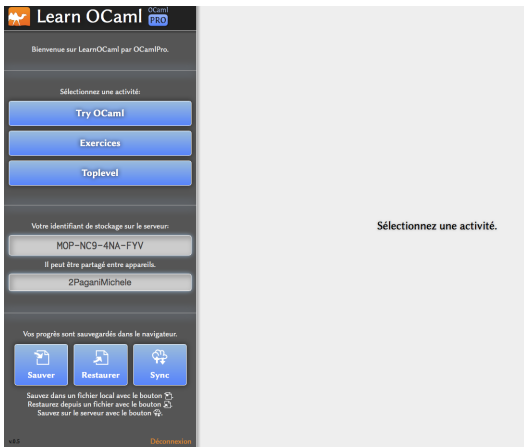 Learn OCaml OCaml PRO
Bienvenue sur LearnOCaml par OCamlPro.
Sélectionnez une activité:
Try OCaml
Exercices
Toplevel
Votre identifiant de stockage sur le serveur:
MOP-NC9-4NA-FYV
Il peut être partagé entre appareils.
2PaganiMichele
Vos progrès sont sauvegardés dans le navigateur.
Sauver Restaurer Sync
Sauvez dans un fichier local avec le bouton
Restaurez depuis un fichier avec le bouton
Sauvez sur le serveur avec le bouton
Déconnexion
Sélectionnez une activité.